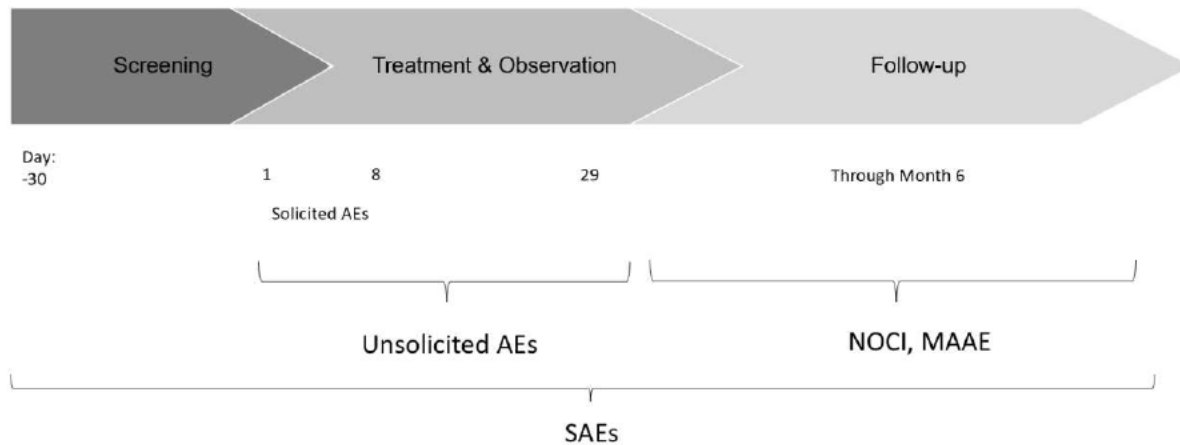 Screening
Treatment & Observation
Follow-up
Day:
-30
1
8
29
Through Month 6
Solicited AEs
Unsolicited AEs
NOCI, MAAE
SAEs